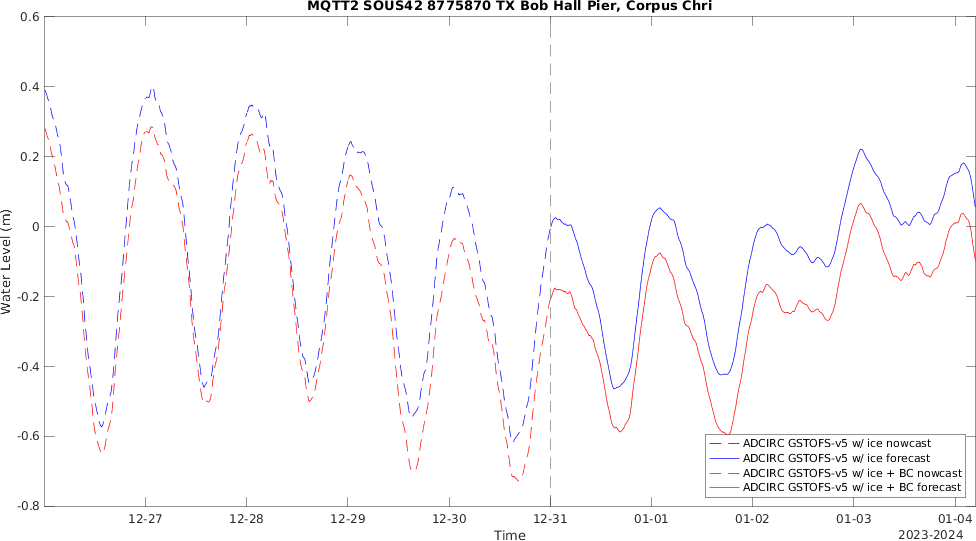 MQTT2 SOUS42 8775870 TX Bob Hall Pier, Corpus Chri
0.6
0.4
0.2
0
-0.2
-0.4
-0.6
-0.8
Water Level (m)
ADCIRC GSTOFS-v5 w/ ice nowcast
ADCIRC GSTOFS-v5 w/ ice forecast
ADCIRC GSTOFS-v5 w/ ice + BC nowcast
ADCIRC GSTOFS-v5 w/ ice + BC forecast
12-27 12-28 12-29 12-30 12-31 01-01 01-02 01-03 01-04
Time
2023-2024